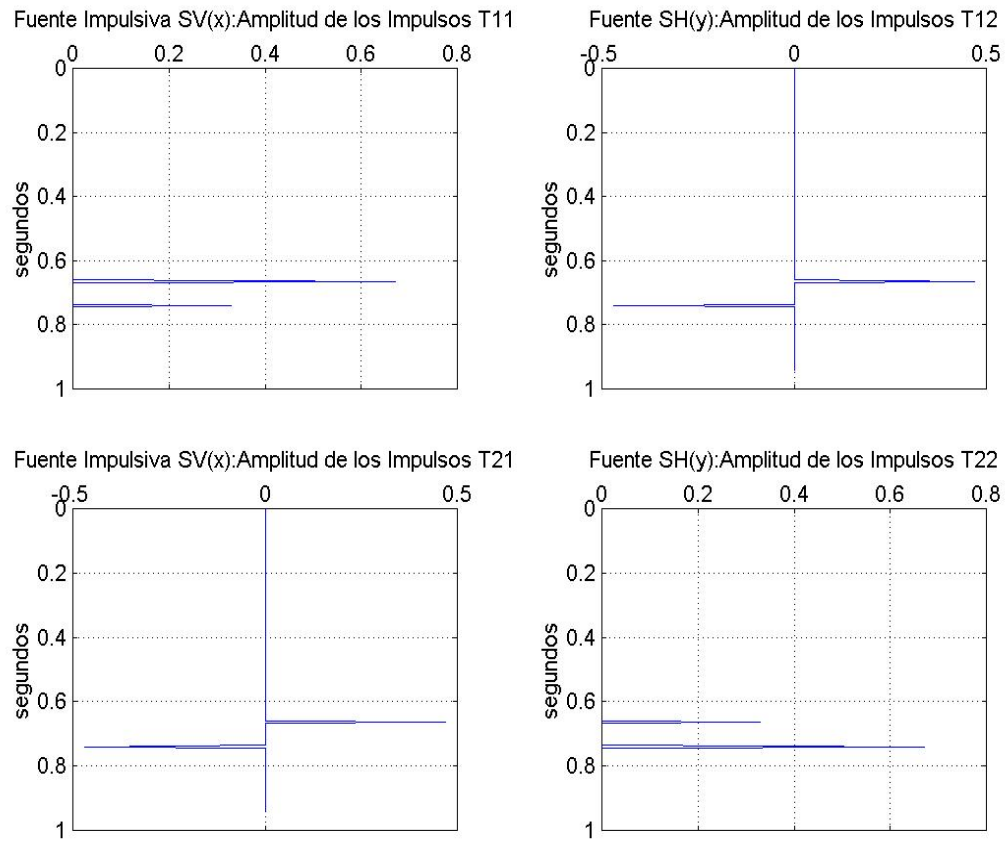 Fuente Impulsiva SV(x):Amplitud de los Impulsos T11
0 0.2 0.4 0.6 0.8
0
0.2
0.4
0.6
0.8
1
segundos
Fuente SH(y):Amplitud de los Impulsos T12
-0.5 0 0.5
0
0.2
0.4
0.6
0.8
1
segundos
Fuente Impulsiva SV(x):Amplitud de los Impulsos T21
-0.5 0 0.5
0
0.2
0.4
0.6
0.8
1
segundos
Fuente SH(y):Amplitud de los Impulsos T22
0 0.2 0.4 0.6 0.8
0
0.2
0.4
0.6
0.8
1
segundos